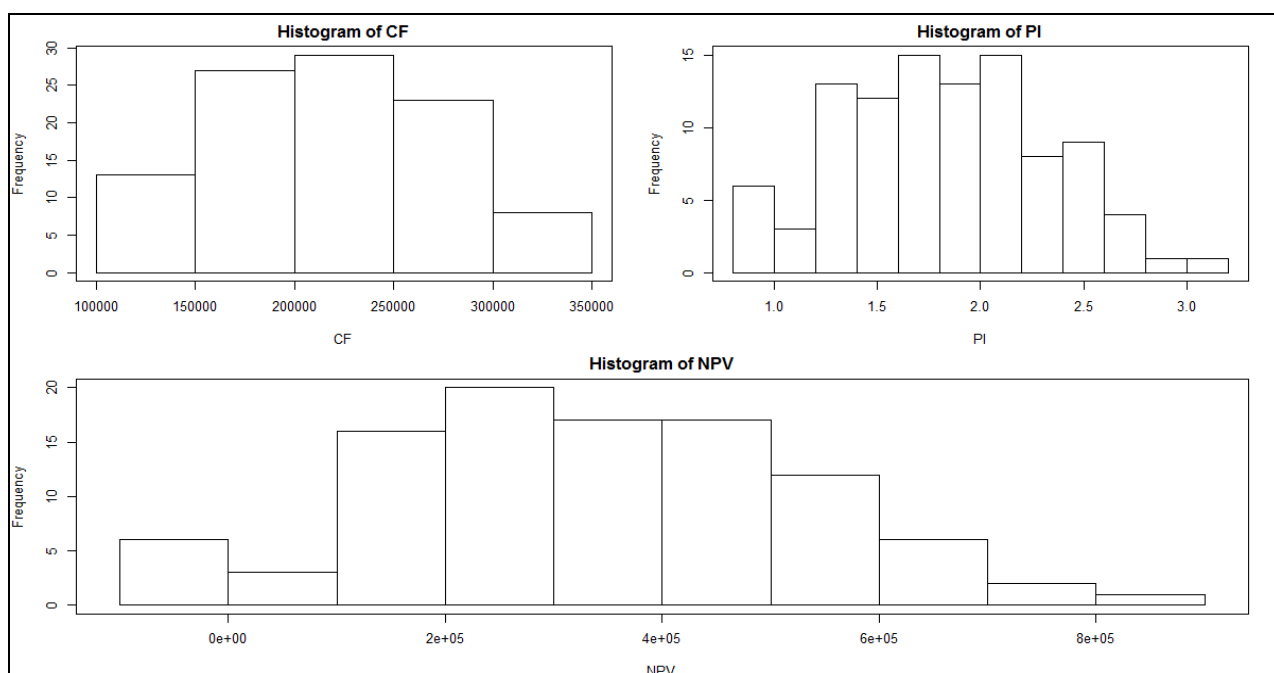 Histogram of CF
Frequency
30
25
20
15
10
5
0
100000 150000 200000 250000 300000 350000
CF
Histogram of PI
Frequency
15
10
5
0
1.0 1.5 2.0 2.5 3.0
PI
Histogram of NPV
Frequency
20
15
10
5
0
0e+00 2e+05 4e+05 6e+05 8e+05
NPV